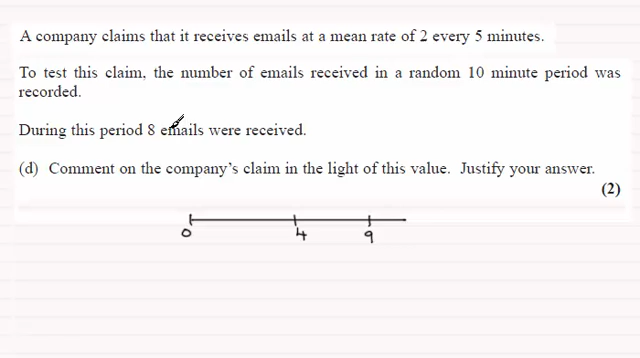 A company claims that it receives emails at a mean rate of 2 every 5 minutes.
To test this claim, the number of emails received in a random 10 minute period was
recorded.
During this period 8 emails were received.
(d) Comment on the company's claim in the light of this value. Justify your answer.
(2)
0 4 9